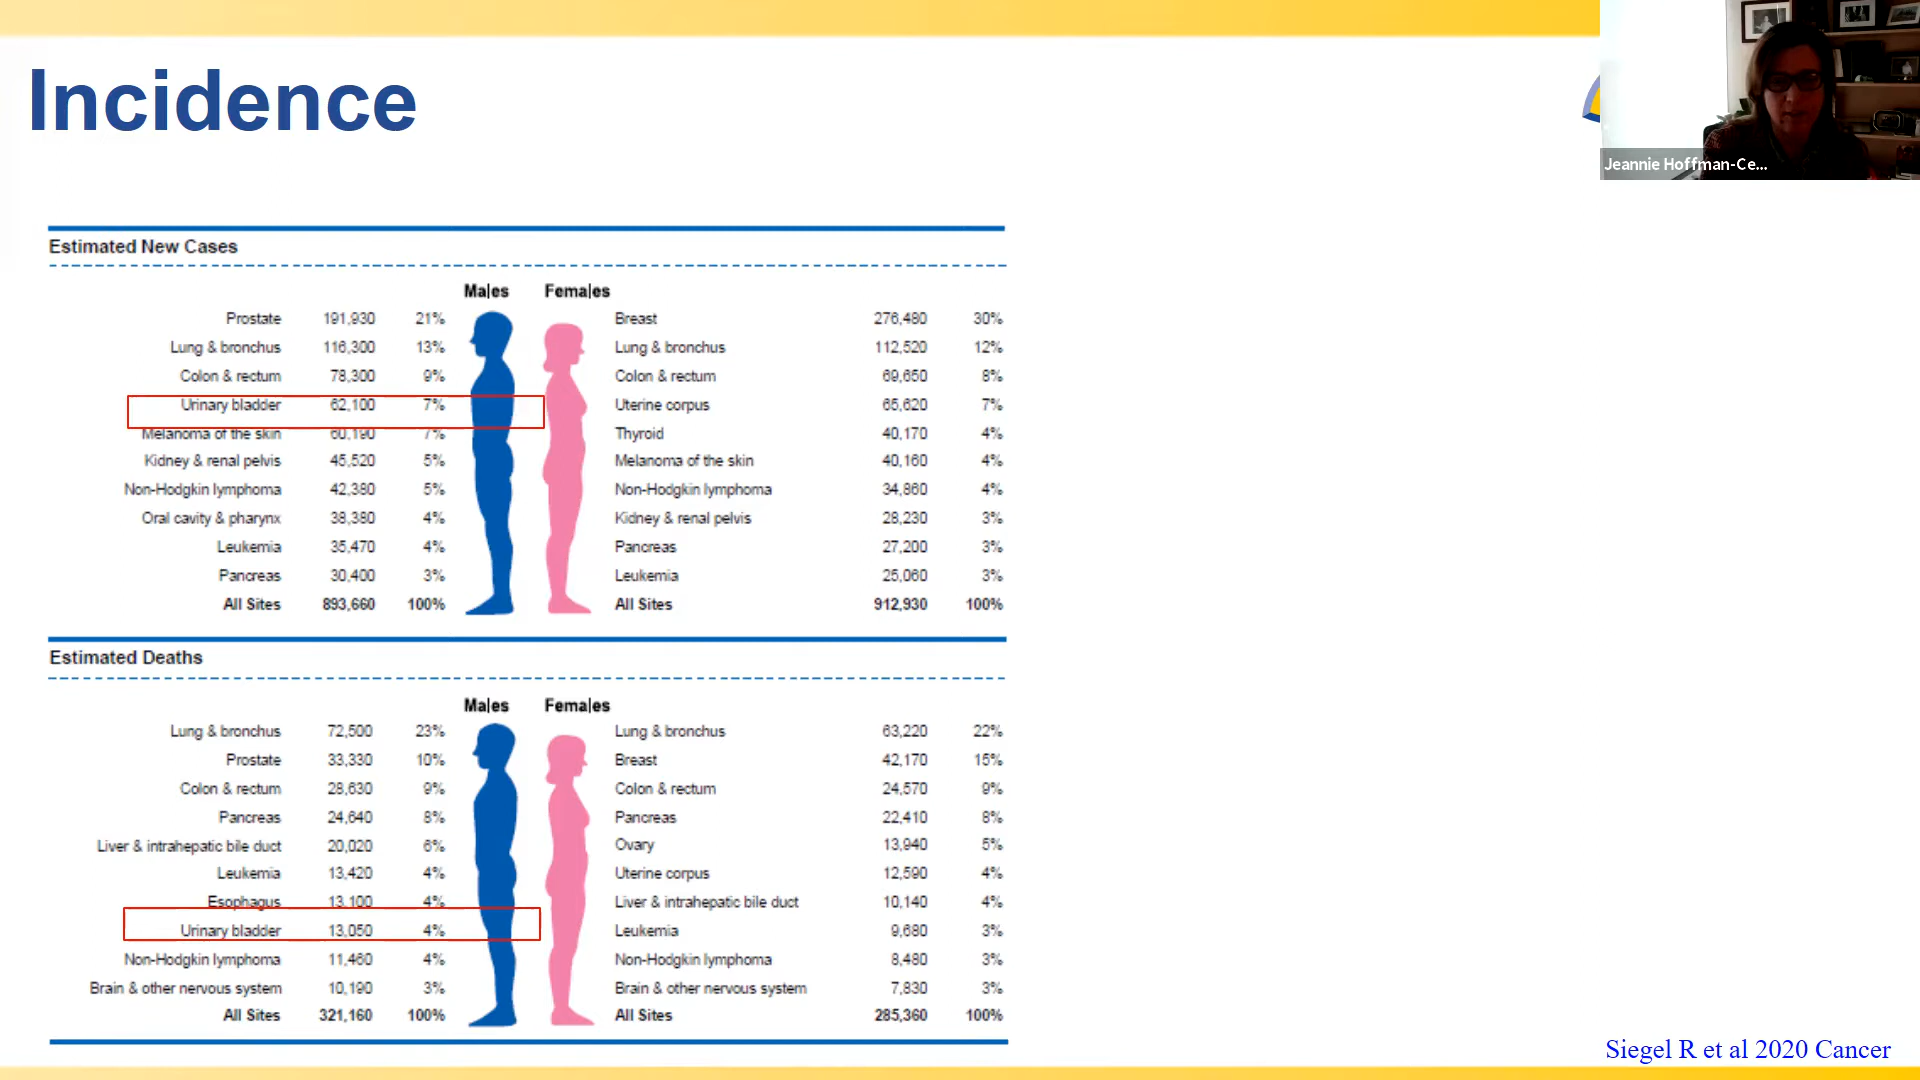 Incidence
Jeannie Hoffman-Ce...
Estimated New Cases
Males Females
Prostate 191,930 21% Breast 276,480 30%
Lung & bronchus 116,300 13% Lung & bronchus 112,520 12%
Colon & rectum 78,300 9% Colon & rectum 69,650 8%
Urinary bladder 62,100 7% Uterine corpus 65,620 7%
Melanoma of the skin 60,190 7% Thyroid 40,170 4%
Kidney & renal pelvis 45,520 5% Melanoma of the skin 40,160 4%
Non-Hodgkin lymphoma 42,380 5% Non-Hodgkin lymphoma 34,860 4%
Oral cavity & pharynx 38,380 4% Kidney & renal pelvis 28,230 3%
Leukemia 35,470 4% Pancreas 27,200 3%
Pancreas 30,400 3% Leukemia 25,060 3%
All Sites 893,660 100% All Sites 912,930 100%
Estimated Deaths
Males Females
Lung & bronchus 72,500 23% Lung & bronchus 63,220 22%
Prostate 33,330 10% Breast 42,170 15%
Colon & rectum 28,630 9% Colon & rectum 24,570 9%
Pancreas 24,640 8% Pancreas 22,410 8%
Liver & intrahepatic bile duct 20,020 6% Ovary 13,940 5%
Leukemia 13,420 4% Uterine corpus 12,590 4%
Esophagus 13,100 4% Liver & intrahepatic bile duct 10,140 4%
Urinary bladder 13,050 4% Leukemia 9,680 3%
Non-Hodgkin lymphoma 11,460 4% Non-Hodgkin lymphoma 8,480 3%
Brain & other nervous system 10,190 3% Brain & other nervous system 7,830 3%
All Sites 321,160 100% All Sites 285,360 100%
Siegel R et al 2020 Cancer